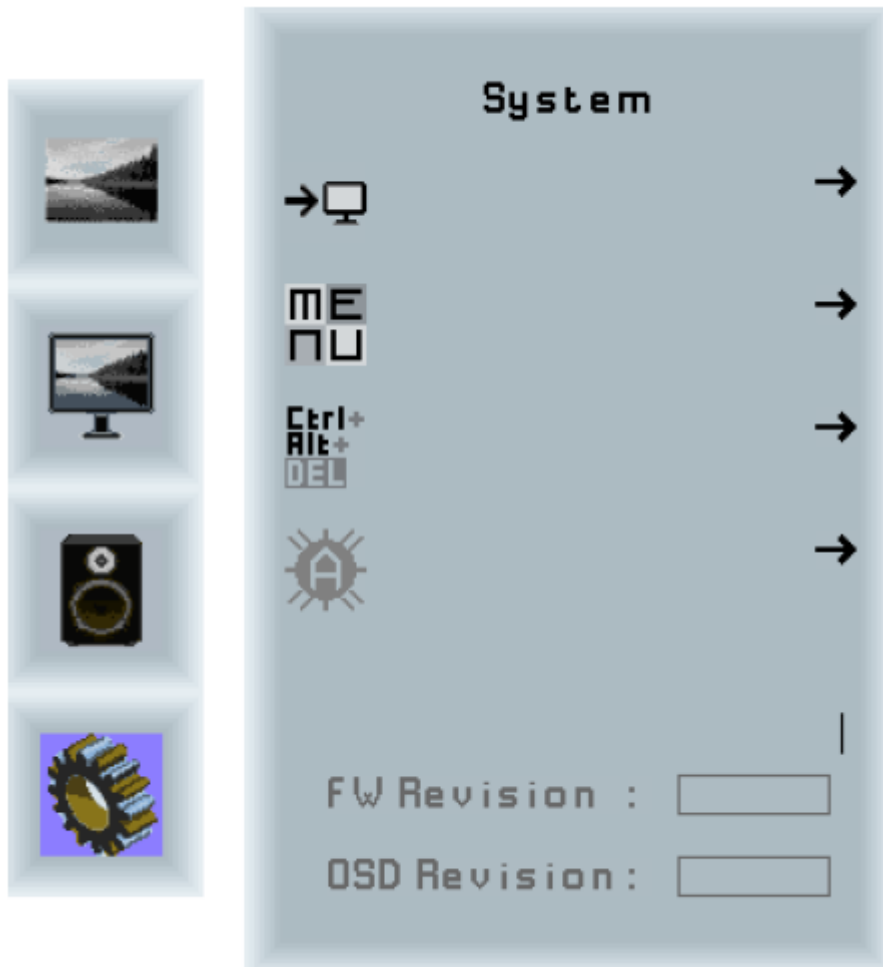 System
ME
NU
Ctrl+
Alt+
DEL
A
FW Revision :
OSD Revision :